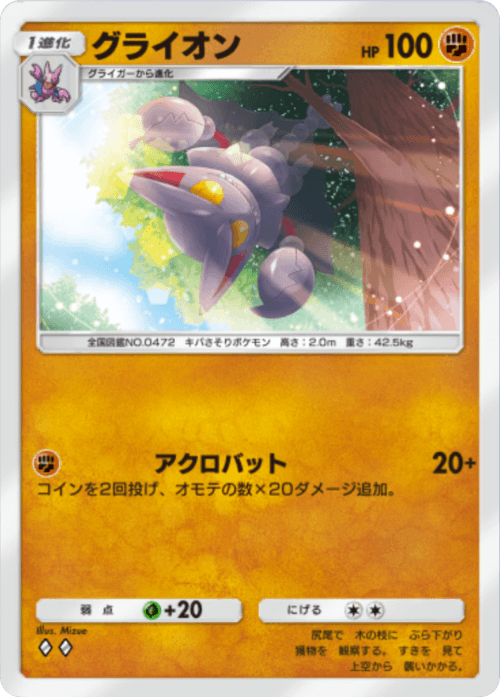 1進化 グライオン HP 100
グライガーから進化
全国図鑑NO.0472 キバさそりポケモン 高さ:2.0m 重さ:42.5kg
アクロバット 20+
コインを2回投げ、オモテの数×20ダメージ追加。
弱点 +20 にげる
Illus. Mizue
尻尾で 木の枝に ぶら下がり
獲物を 観察する。すきを 見て
上空から 襲いかかる。